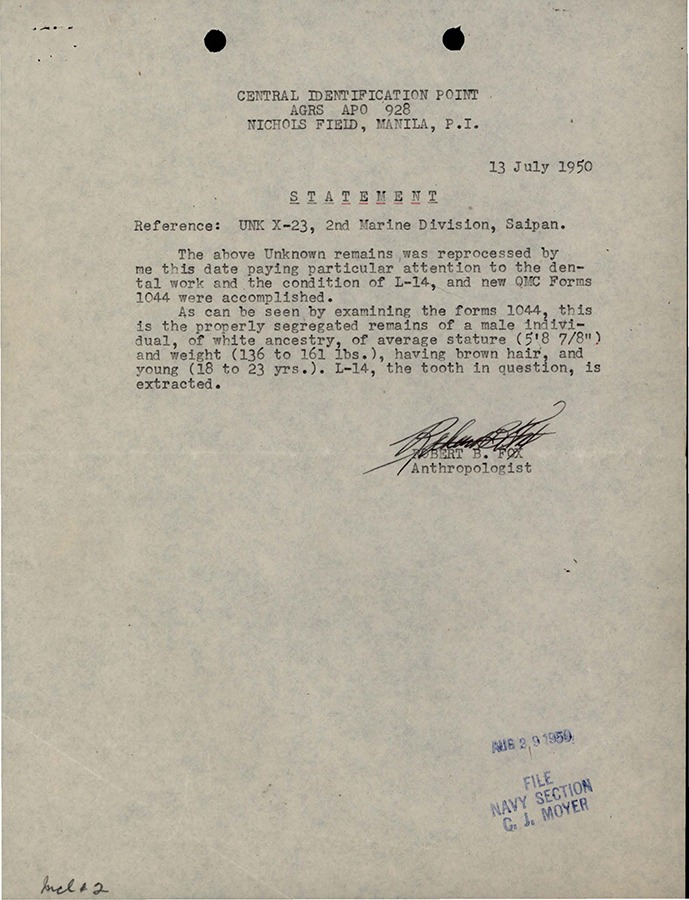 CENTRAL IDENTIFICATION POINT
AGRS APO 928
NICHOLS FIELD, MANILA, P.I.
13 July 1950
S T A T E M E N T
Reference: UNK X-23, 2nd Marine Division, Saipan.
The above Unknown remains was reprocessed by
me this date paying particular attention to the den-
tal work and the condition of L-14, and new QMC Forms
1044 were accomplished.
As can be seen by examining the forms 1044, this
is the properly segregated remains of a male indivi-
dual, of white ancestry, of average stature (5'8 7/8")
and weight (136 to 161 lbs.), having brown hair, and
young (18 to 23 yrs.). L-14, the tooth in question, is
extracted.
ROBERT B. FOX
Anthropologist
AUG 29 1950
FILE
NAVY SECTION
G. J. MOYER
Incl # 2